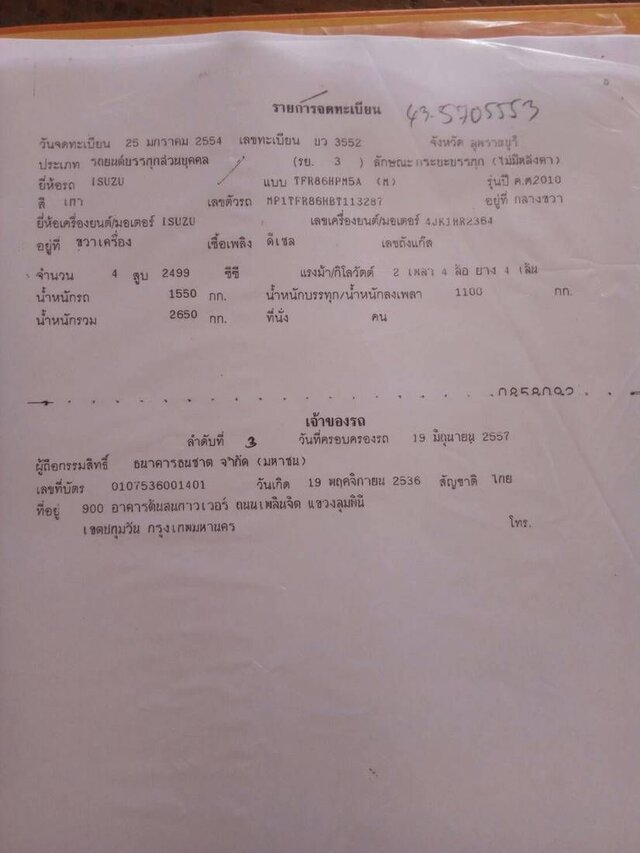 รายการจดทะเบียน 43-5705553
วันจดทะเบียน 25 มกราคม 2554 เลขทะเบียน บว 3552 จังหวัด สุพรรณบุรี
ประเภท รถยนต์บรรทุกส่วนบุคคล (รย. 3 ) ลักษณะ กระบะบรรทุก (ไม่มีหลังคา)
ยี่ห้อรถ ISUZU แบบ TFR86HPM5A (M) รุ่นปี ค.ศ2010
สี เทา เลขตัวรถ MP1TFR86HBT113287 อยู่ที่ กลางขวา
ยี่ห้อเครื่องยนต์/มอเตอร์ ISUZU เลขเครื่องยนต์/มอเตอร์ 4JK1HR2364
อยู่ที่ ขวาเครื่อง เชื้อเพลิง ดีเซล เลขถังแก๊ส
จำนวน 4 สูบ 2499 ซีซี แรงม้า/กิโลวัตต์ 2 เพลา 4 ล้อ ยาง 4 เส้น
น้ำหนักรถ 1550 กก. น้ำหนักบรรทุก/น้ำหนักลงเพลา 1100 กก.
น้ำหนักรวม 2650 กก. ที่นั่ง คน
เจ้าของรถ
ลำดับที่ 3 วันที่ครอบครองรถ 19 มิถุนายน 2557
ผู้ถือกรรมสิทธิ์ ธนาคารธนชาต จำกัด (มหาชน)
เลขที่บัตร 0107536001401 วันเกิด 19 พฤศจิกายน 2536 สัญชาติ ไทย
ที่อยู่ 900 อาคารต้นสนทาวเวอร์ ถนนเพลินจิต แขวงลุมพินี
เขตปทุมวัน กรุงเทพมหานคร โทร.